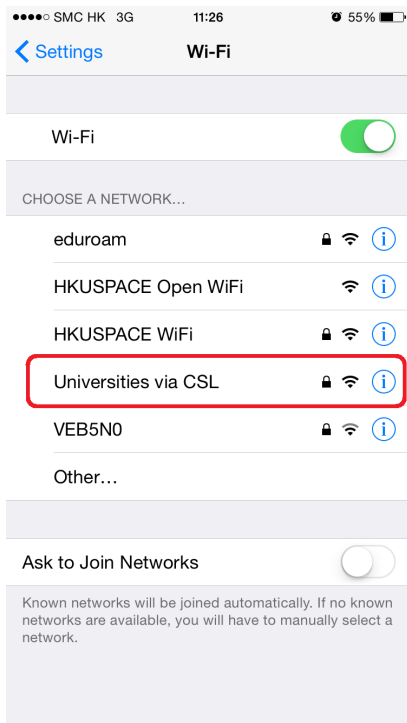 SMC HK 3G 11:26 55%
Settings Wi-Fi
Wi-Fi
CHOOSE A NETWORK...
eduroam
HKUSPACE Open WiFi
HKUSPACE WiFi
Universities via CSL
VEB5N0
Other...
Ask to Join Networks
Known networks will be joined automatically. If no known
networks are available, you will have to manually select a
network.